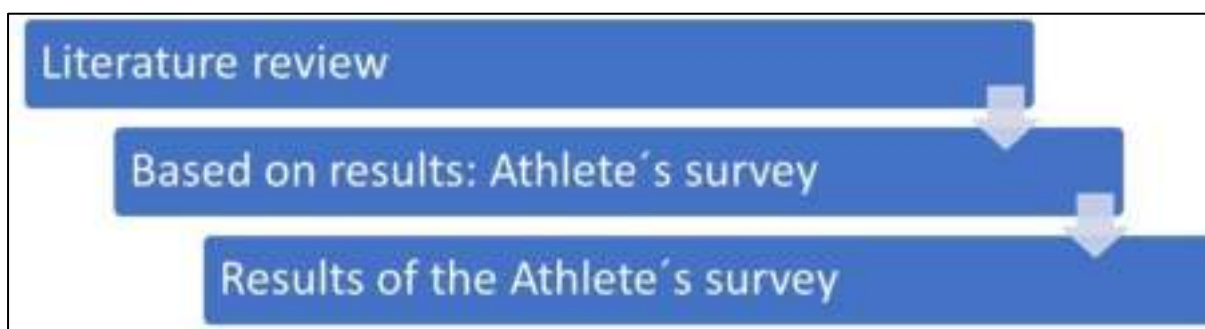 Literature review
Based on results: Athlete´s survey
Results of the Athlete´s survey